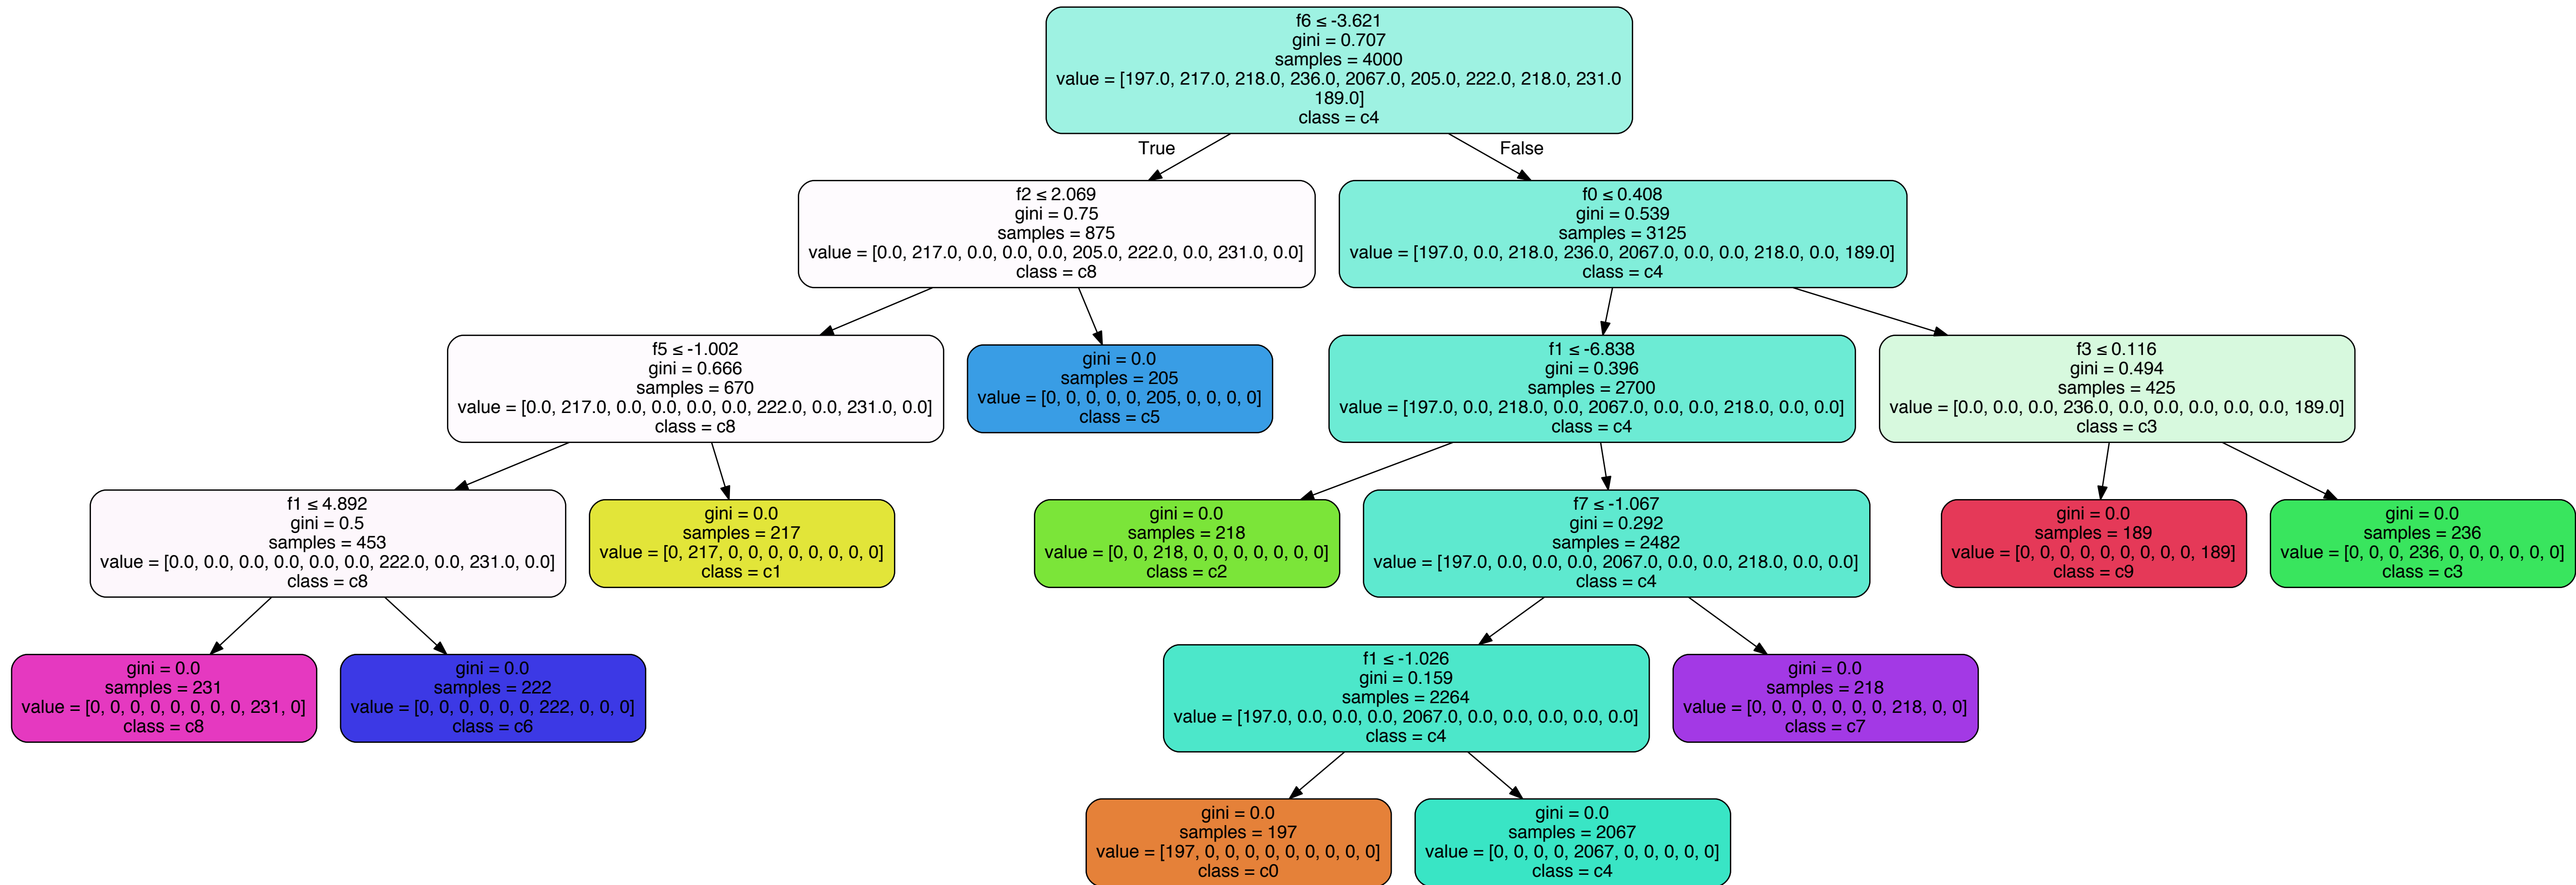 f6 ≤ -3.621
gini = 0.707
samples = 4000
value = [197.0, 217.0, 218.0, 236.0, 2067.0, 205.0, 222.0, 218.0, 231.0
189.0]
class = c4
True
False
f2 ≤ 2.069
gini = 0.75
samples = 875
value = [0.0, 217.0, 0.0, 0.0, 0.0, 205.0, 222.0, 0.0, 231.0, 0.0]
class = c8
f0 ≤ 0.408
gini = 0.539
samples = 3125
value = [197.0, 0.0, 218.0, 236.0, 2067.0, 0.0, 0.0, 218.0, 0.0, 189.0]
class = c4
f5 ≤ -1.002
gini = 0.666
samples = 670
value = [0.0, 217.0, 0.0, 0.0, 0.0, 0.0, 222.0, 0.0, 231.0, 0.0]
class = c8
gini = 0.0
samples = 205
value = [0, 0, 0, 0, 0, 205, 0, 0, 0, 0]
class = c5
f1 ≤ -6.838
gini = 0.396
samples = 2700
value = [197.0, 0.0, 218.0, 0.0, 2067.0, 0.0, 0.0, 218.0, 0.0, 0.0]
class = c4
f3 ≤ 0.116
gini = 0.494
samples = 425
value = [0.0, 0.0, 0.0, 236.0, 0.0, 0.0, 0.0, 0.0, 0.0, 189.0]
class = c3
f1 ≤ 4.892
gini = 0.5
samples = 453
value = [0.0, 0.0, 0.0, 0.0, 0.0, 0.0, 222.0, 0.0, 231.0, 0.0]
class = c8
gini = 0.0
samples = 217
value = [0, 217, 0, 0, 0, 0, 0, 0, 0, 0]
class = c1
gini = 0.0
samples = 218
value = [0, 0, 218, 0, 0, 0, 0, 0, 0, 0]
class = c2
f7 ≤ -1.067
gini = 0.292
samples = 2482
value = [197.0, 0.0, 0.0, 0.0, 2067.0, 0.0, 0.0, 218.0, 0.0, 0.0]
class = c4
gini = 0.0
samples = 189
value = [0, 0, 0, 0, 0, 0, 0, 0, 0, 189]
class = c9
gini = 0.0
samples = 236
value = [0, 0, 0, 236, 0, 0, 0, 0, 0, 0]
class = c3
gini = 0.0
samples = 231
value = [0, 0, 0, 0, 0, 0, 0, 0, 231, 0]
class = c8
gini = 0.0
samples = 222
value = [0, 0, 0, 0, 0, 0, 222, 0, 0, 0]
class = c6
f1 ≤ -1.026
gini = 0.159
samples = 2264
value = [197.0, 0.0, 0.0, 0.0, 2067.0, 0.0, 0.0, 0.0, 0.0, 0.0]
class = c4
gini = 0.0
samples = 218
value = [0, 0, 0, 0, 0, 0, 0, 218, 0, 0]
class = c7
gini = 0.0
samples = 197
value = [197, 0, 0, 0, 0, 0, 0, 0, 0, 0]
class = c0
gini = 0.0
samples = 2067
value = [0, 0, 0, 0, 2067, 0, 0, 0, 0, 0]
class = c4